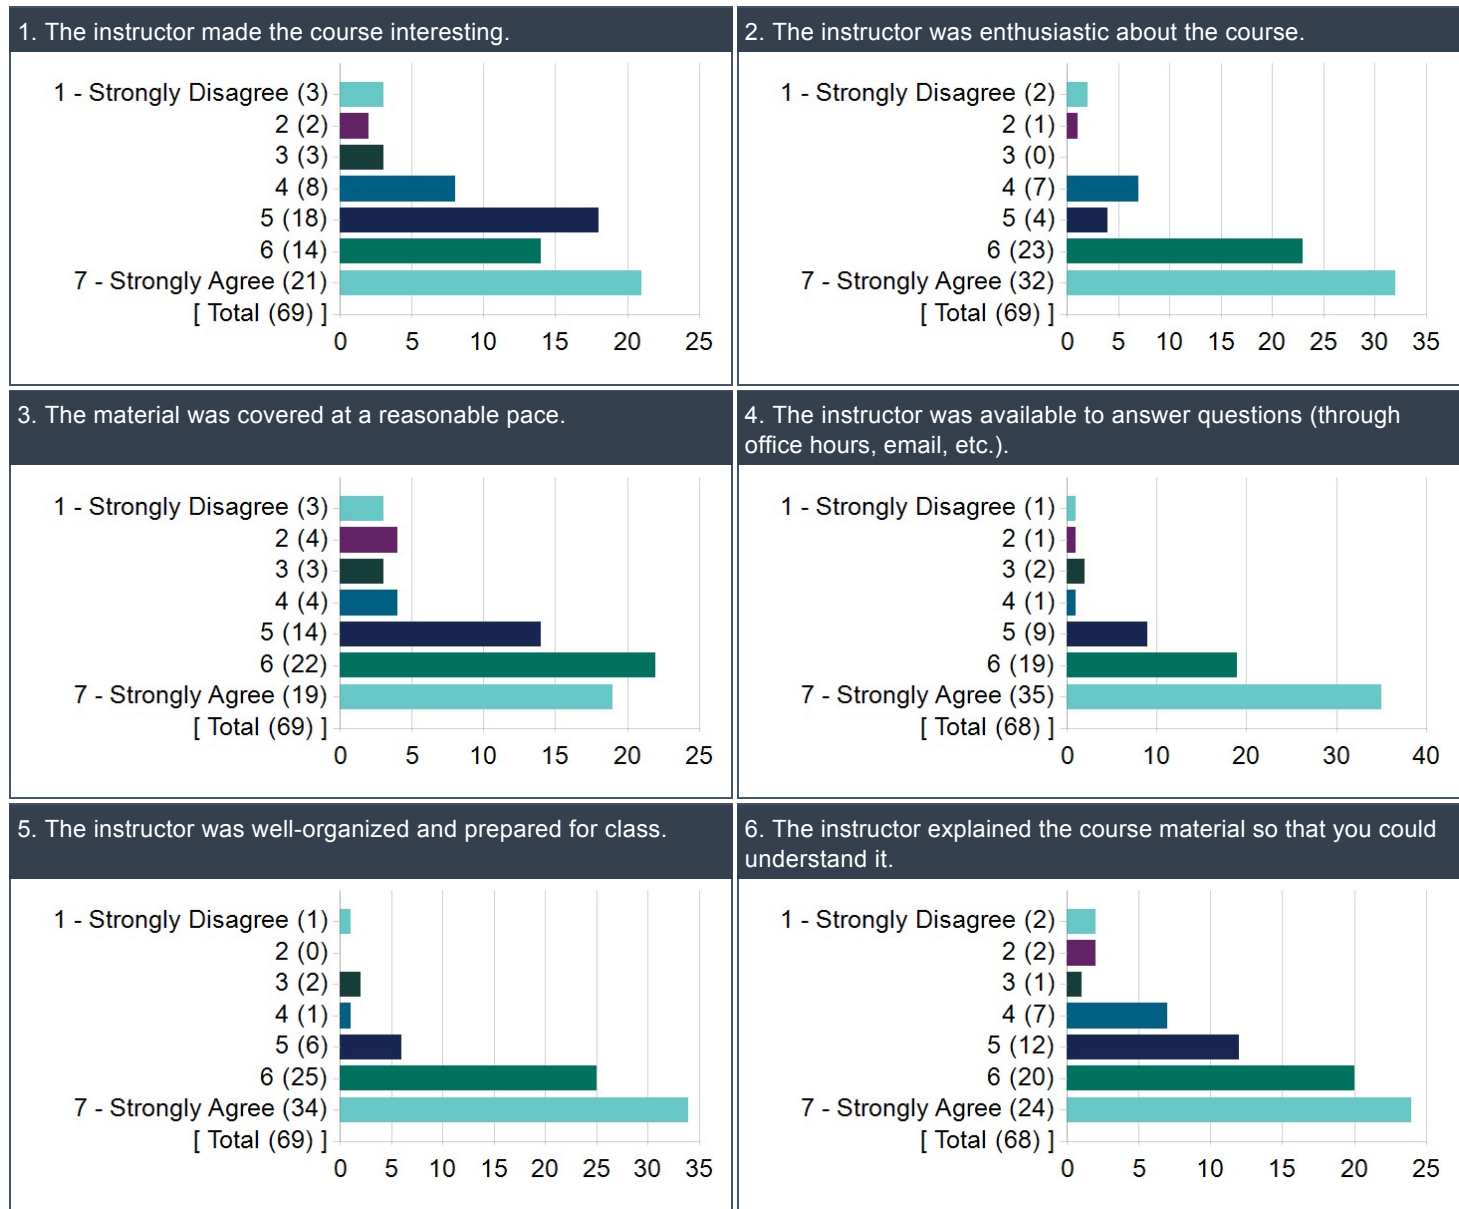 1. The instructor made the course interesting.
1 - Strongly Disagree (3)
2 (2)
3 (3)
4 (8)
5 (18)
6 (14)
7 - Strongly Agree (21)
[ Total (69) ]
0 5 10 15 20 25
2. The instructor was enthusiastic about the course.
1 - Strongly Disagree (2)
2 (1)
3 (0)
4 (7)
5 (4)
6 (23)
7 - Strongly Agree (32)
[ Total (69) ]
0 5 10 15 20 25 30 35
3. The material was covered at a reasonable pace.
1 - Strongly Disagree (3)
2 (4)
3 (3)
4 (4)
5 (14)
6 (22)
7 - Strongly Agree (19)
[ Total (69) ]
0 5 10 15 20 25
4. The instructor was available to answer questions (through
office hours, email, etc.).
1 - Strongly Disagree (1)
2 (1)
3 (2)
4 (1)
5 (9)
6 (19)
7 - Strongly Agree (35)
[ Total (68) ]
0 10 20 30 40
5. The instructor was well-organized and prepared for class.
1 - Strongly Disagree (1)
2 (0)
3 (2)
4 (1)
5 (6)
6 (25)
7 - Strongly Agree (34)
[ Total (69) ]
0 5 10 15 20 25 30 35
6. The instructor explained the course material so that you could
understand it.
1 - Strongly Disagree (2)
2 (2)
3 (1)
4 (7)
5 (12)
6 (20)
7 - Strongly Agree (24)
[ Total (68) ]
0 5 10 15 20 25